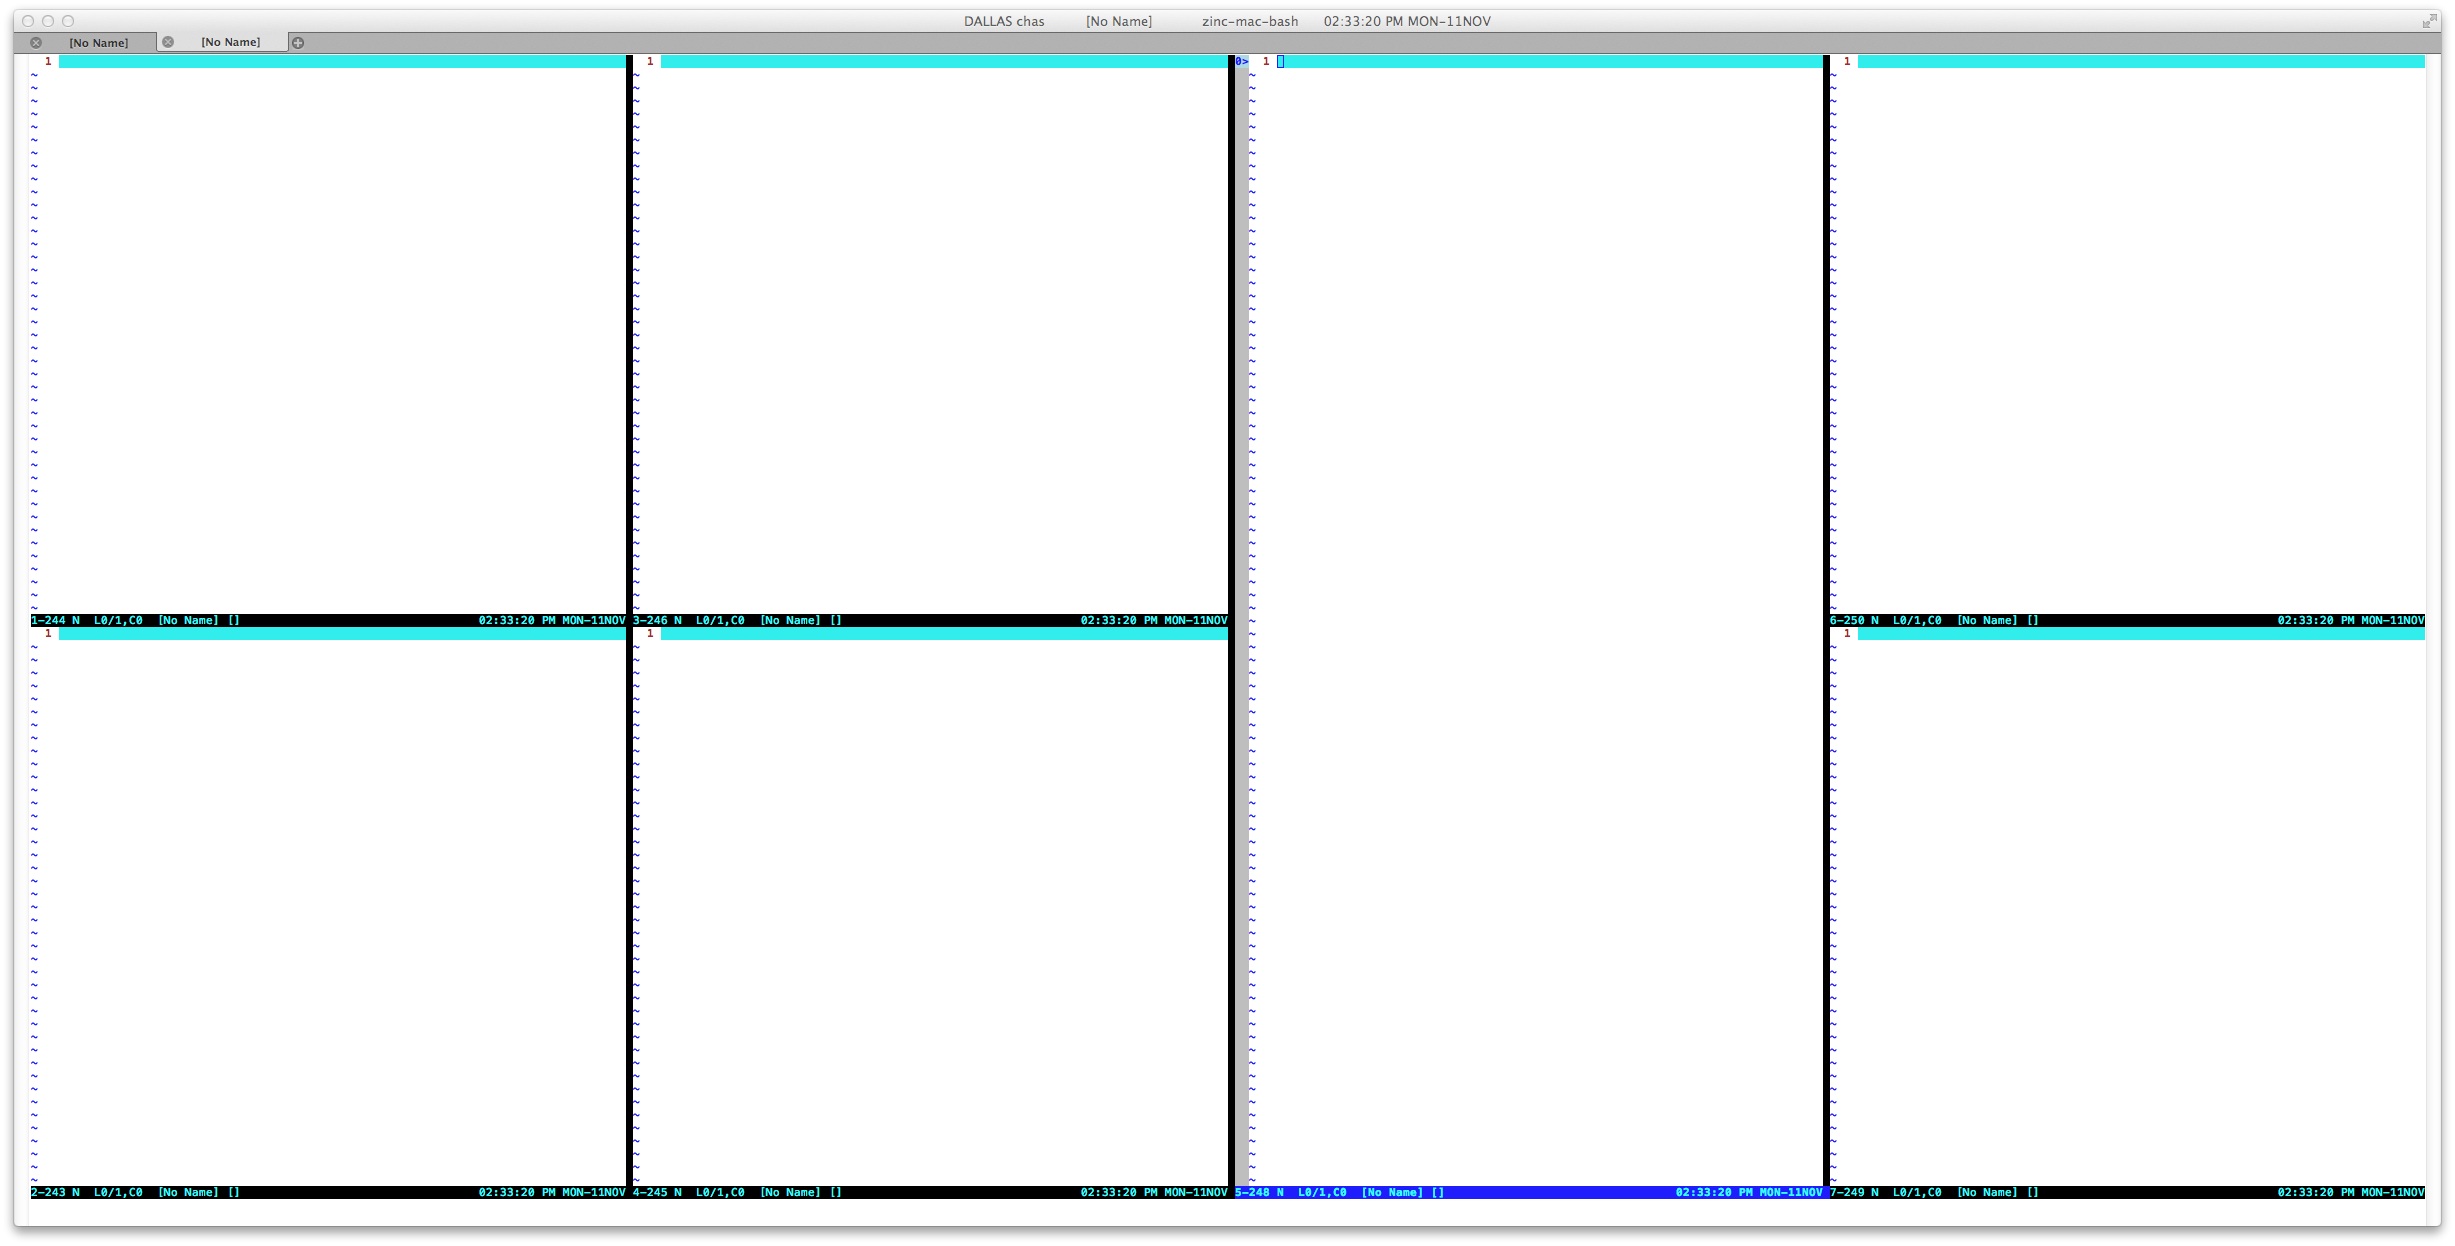 DALLAS chas [No Name] zinc-mac-bash 02:33:20 PM MON-11NOV
[No Name] [No Name]
1 1 0> 1 1
1-244 N L0/1,C0 [No Name] [] 02:33:20 PM MON-11NOV 3-246 N L0/1,C0 [No Name] [] 02:33:20 PM MON-11NOV 6-250 N L0/1,C0 [No Name] [] 02:33:20 PM MON-11NOV
1 1 1
2-243 N L0/1,C0 [No Name] [] 02:33:20 PM MON-11NOV 4-245 N L0/1,C0 [No Name] [] 02:33:20 PM MON-11NOV 5-248 N L0/1,C0 [No Name] [] 02:33:20 PM MON-11NOV 7-249 N L0/1,C0 [No Name] [] 02:33:20 PM MON-11NOV